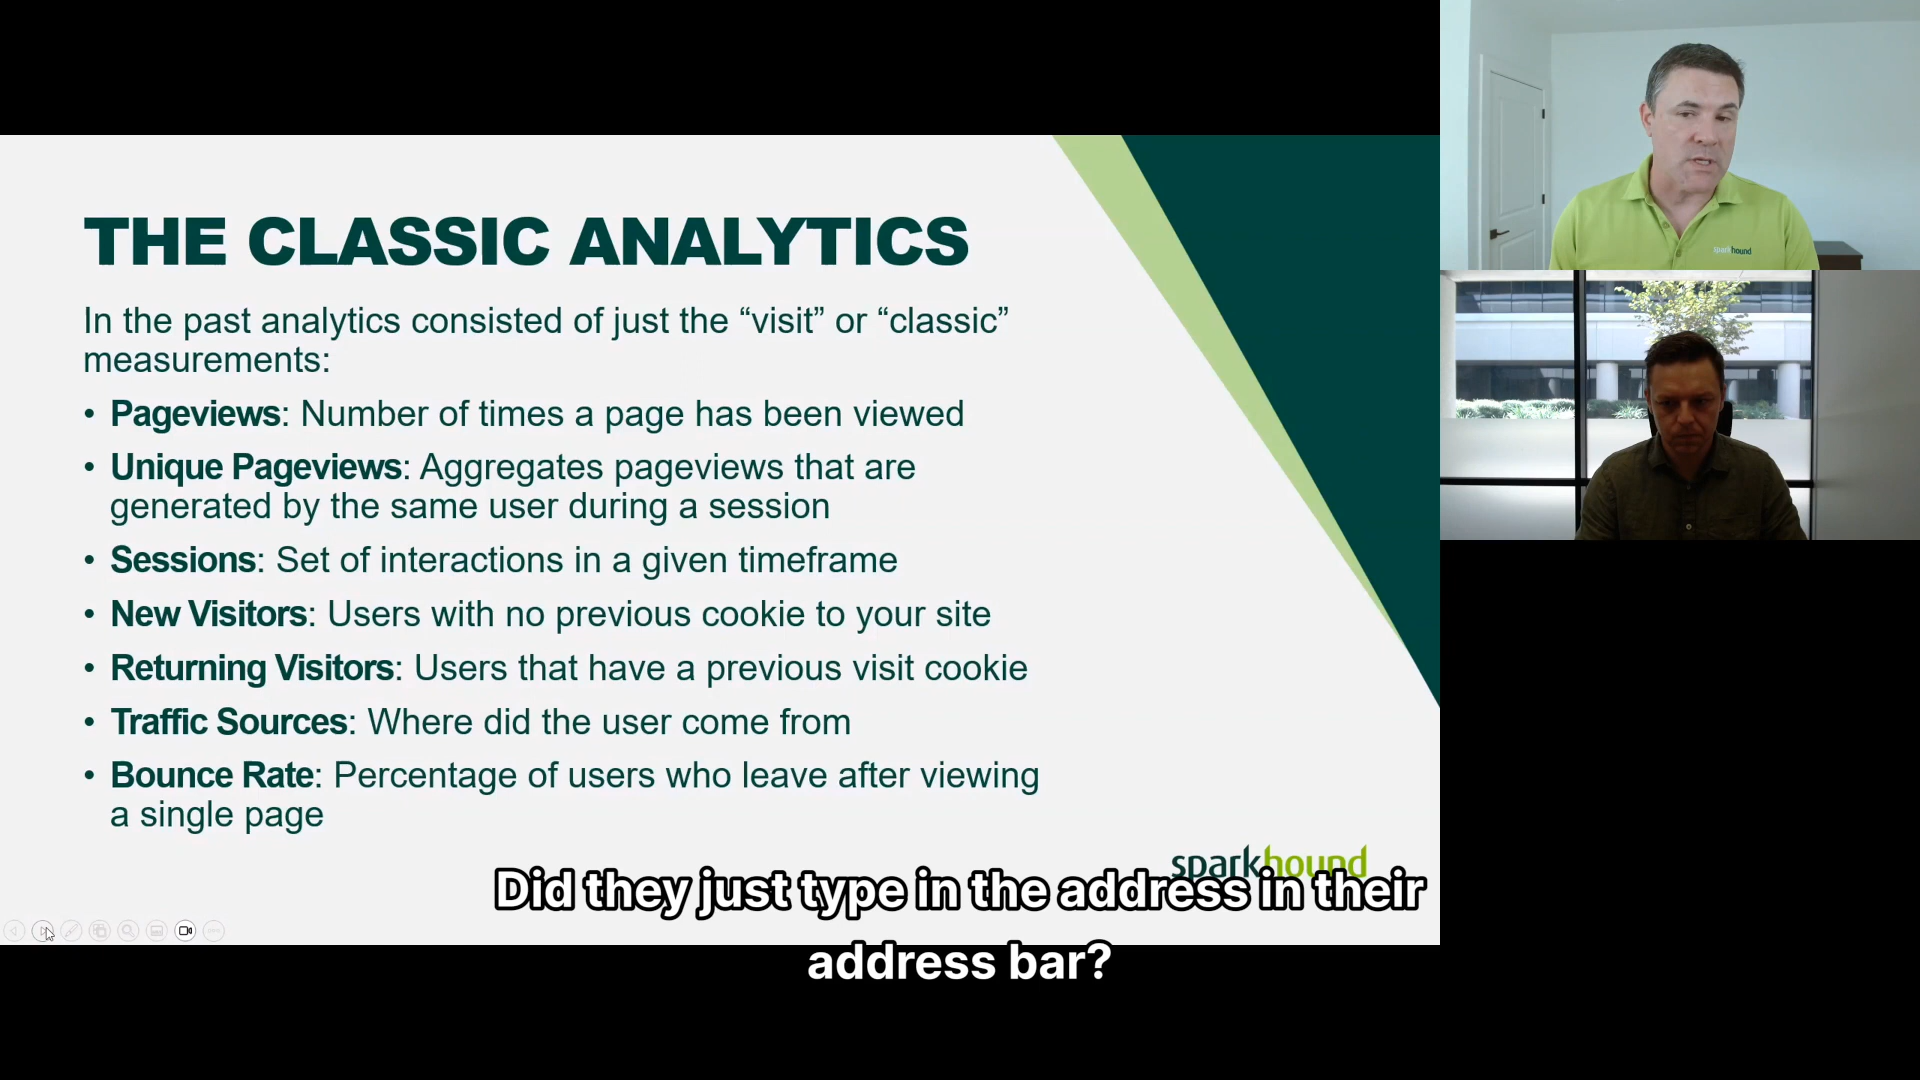 THE CLASSIC ANALYTICS
In the past analytics consisted of just the “visit” or “classic”
measurements:
• Pageviews: Number of times a page has been viewed
• Unique Pageviews: Aggregates pageviews that are
generated by the same user during a session
• Sessions: Set of interactions in a given timeframe
• New Visitors: Users with no previous cookie to your site
• Returning Visitors: Users that have a previous visit cookie
• Traffic Sources: Where did the user come from
• Bounce Rate: Percentage of users who leave after viewing
a single page
sparkhound
Did they just type in the address in their
address bar?
sparkhound